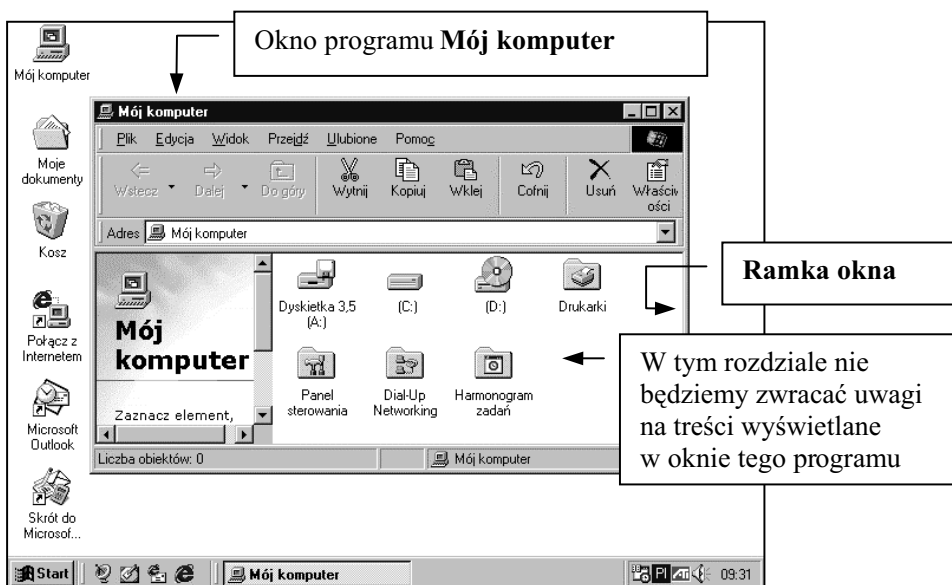 Okno programu Mój komputer
Mój komputer
Moje
dokumenty
Kosz
Połącz z
Internetem
Microsoft
Outlook
Skrót do
Microsof...
Mój komputer
Plik Edycja Widok Przejdź Ulubione Pomoc
Wstecz Dalej Do góry Wytnij Kopiuj Wklej Cofnij Usuń Właściw
ości
Adres Mój komputer
Mój
komputer
Zaznacz element,
Dyskietka 3,5
(A:)
(C:)
(D:)
Drukarki
Panel
sterowania
Dial-Up
Networking
Harmonogram
zadań
Liczba obiektów: 0
Mój komputer
Ramka okna
W tym rozdziale nie
będziemy zwracać uwagi
na treści wyświetlane
w oknie tego programu
Start
Mój komputer
Pl
ATI
09:31